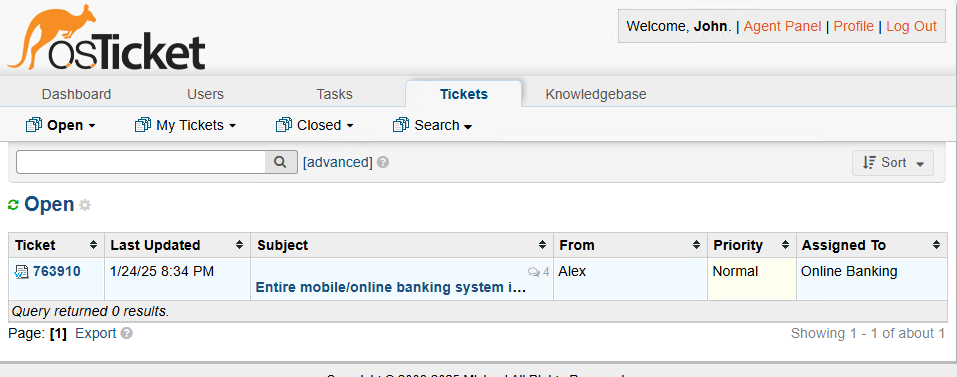 osTicket
Welcome, John. | Agent Panel | Profile | Log Out
Dashboard Users Tasks Tickets Knowledgebase
Open My Tickets Closed Search
[advanced] Sort
Open
Ticket Last Updated Subject From Priority Assigned To
763910 1/24/25 8:34 PM 4 Alex Normal Online Banking
Entire mobile/online banking system i...
Query returned 0 results.
Page: [1] Export Showing 1 - 1 of about 1